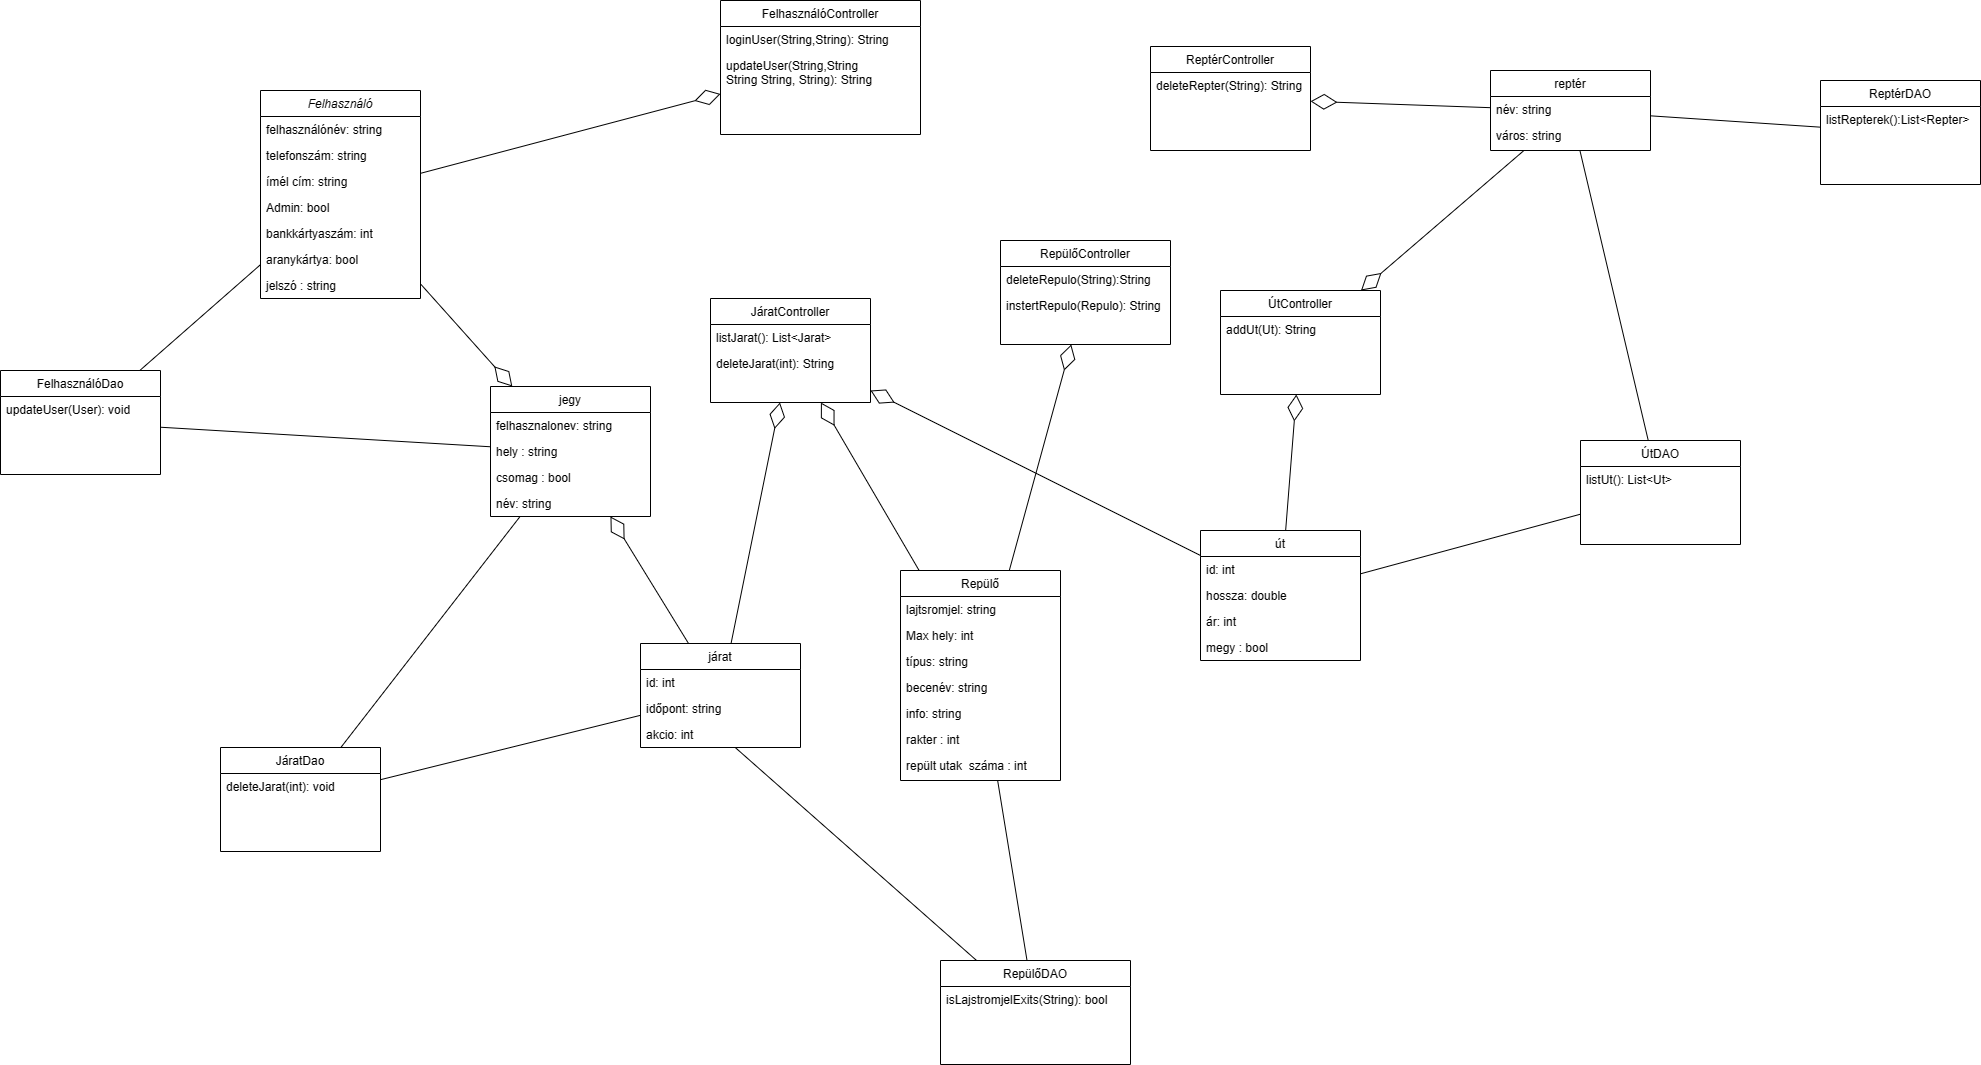 FelhasználóController
loginUser(String,String): String
updateUser(String,String
String String, String): String
Felhasználó
felhasználónév: string
telefonszám: string
ímél cím: string
Admin: bool
bankkártyaszám: int
aranykártya: bool
jelszó : string
ReptérController
deleteRepter(String): String
reptér
név: string
város: string
ReptérDAO
listRepterek():List<Repter>
RepülőController
deleteRepulo(String):String
instertRepulo(Repulo): String
JáratController
listJarat(): List<Jarat>
deleteJarat(int): String
ÚtController
addUt(Ut): String
FelhasználóDao
updateUser(User): void
jegy
felhasznalonev: string
hely : string
csomag : bool
név: string
ÚtDAO
listUt(): List<Ut>
út
id: int
hossza: double
ár: int
megy : bool
Repülő
lajtsromjel: string
Max hely: int
típus: string
becenév: string
info: string
rakter : int
repült utak  száma : int
járat
id: int
időpont: string
akcio: int
JáratDao
deleteJarat(int): void
RepülőDAO
isLajstromjelExits(String): bool